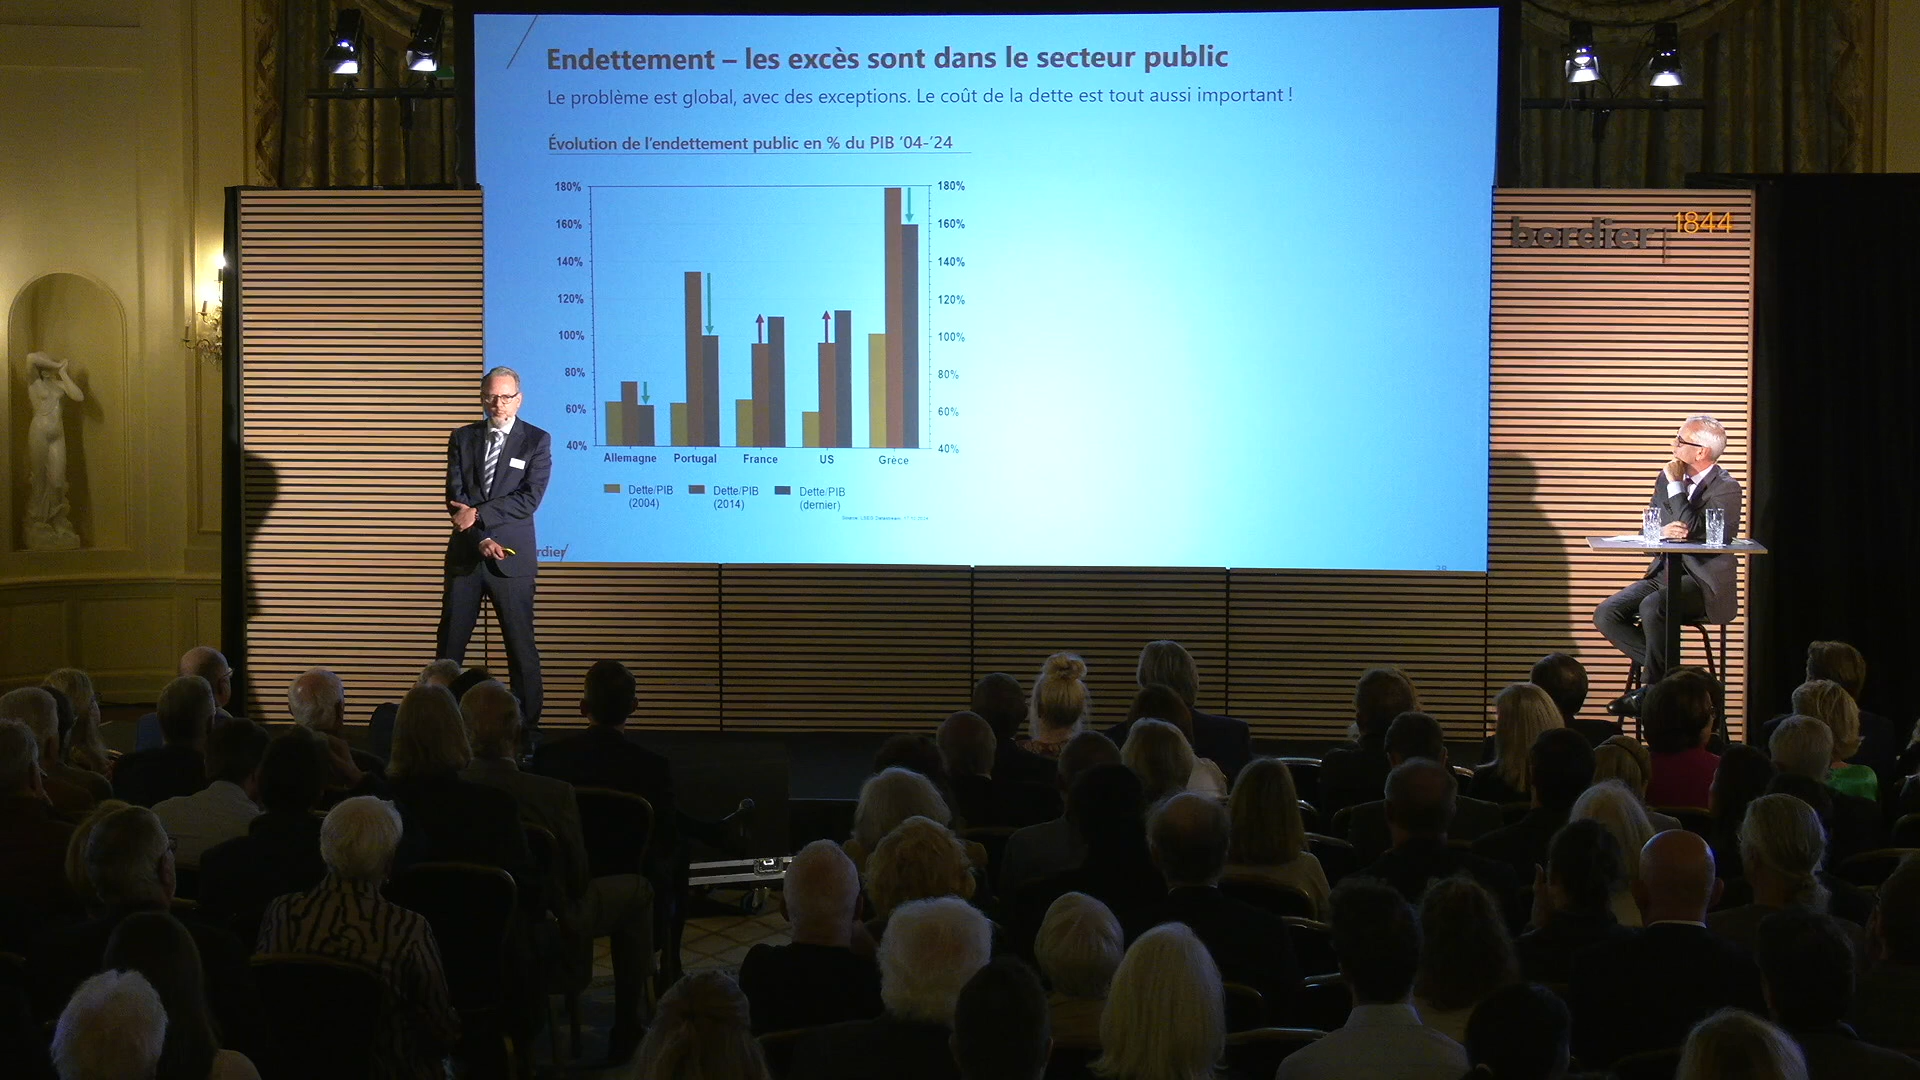 Endettement – les excès sont dans le secteur public
Le problème est global, avec des exceptions. Le coût de la dette est tout aussi important !
Évolution de l'endettement public en % du PIB '04-'24
180% 180%
160% 160%
140% 140%
120% 120%
100% 100%
80% 80%
60% 60%
40% 40%
Allemagne Portugal France US Grèce
Dette/PIB Dette/PIB Dette/PIB
(2004) (2014) (dernier)
rdier
38
bordier 1844